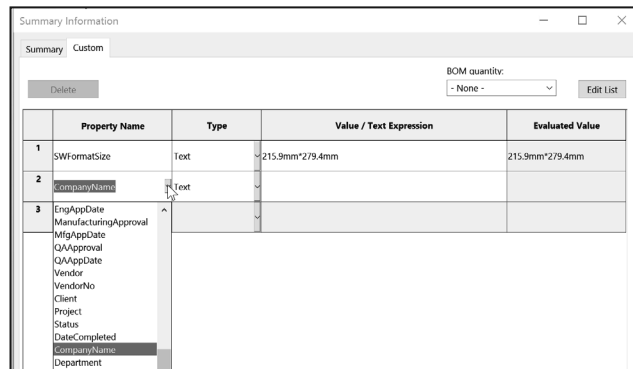 Summary Information
Summary Custom
BOM quantity:
Delete - None - Edit List
Property Name Type Value / Text Expression Evaluated Value
1 SWFormatSize Text 215.9mm*279.4mm 215.9mm*279.4mm
2 CompanyName Text
3 EngAppDate
ManufacturingApproval
MfgAppDate
QAApproval
QAAppDate
Vendor
VendorNo
Client
Project
Status
DateCompleted
CompanyName
Department